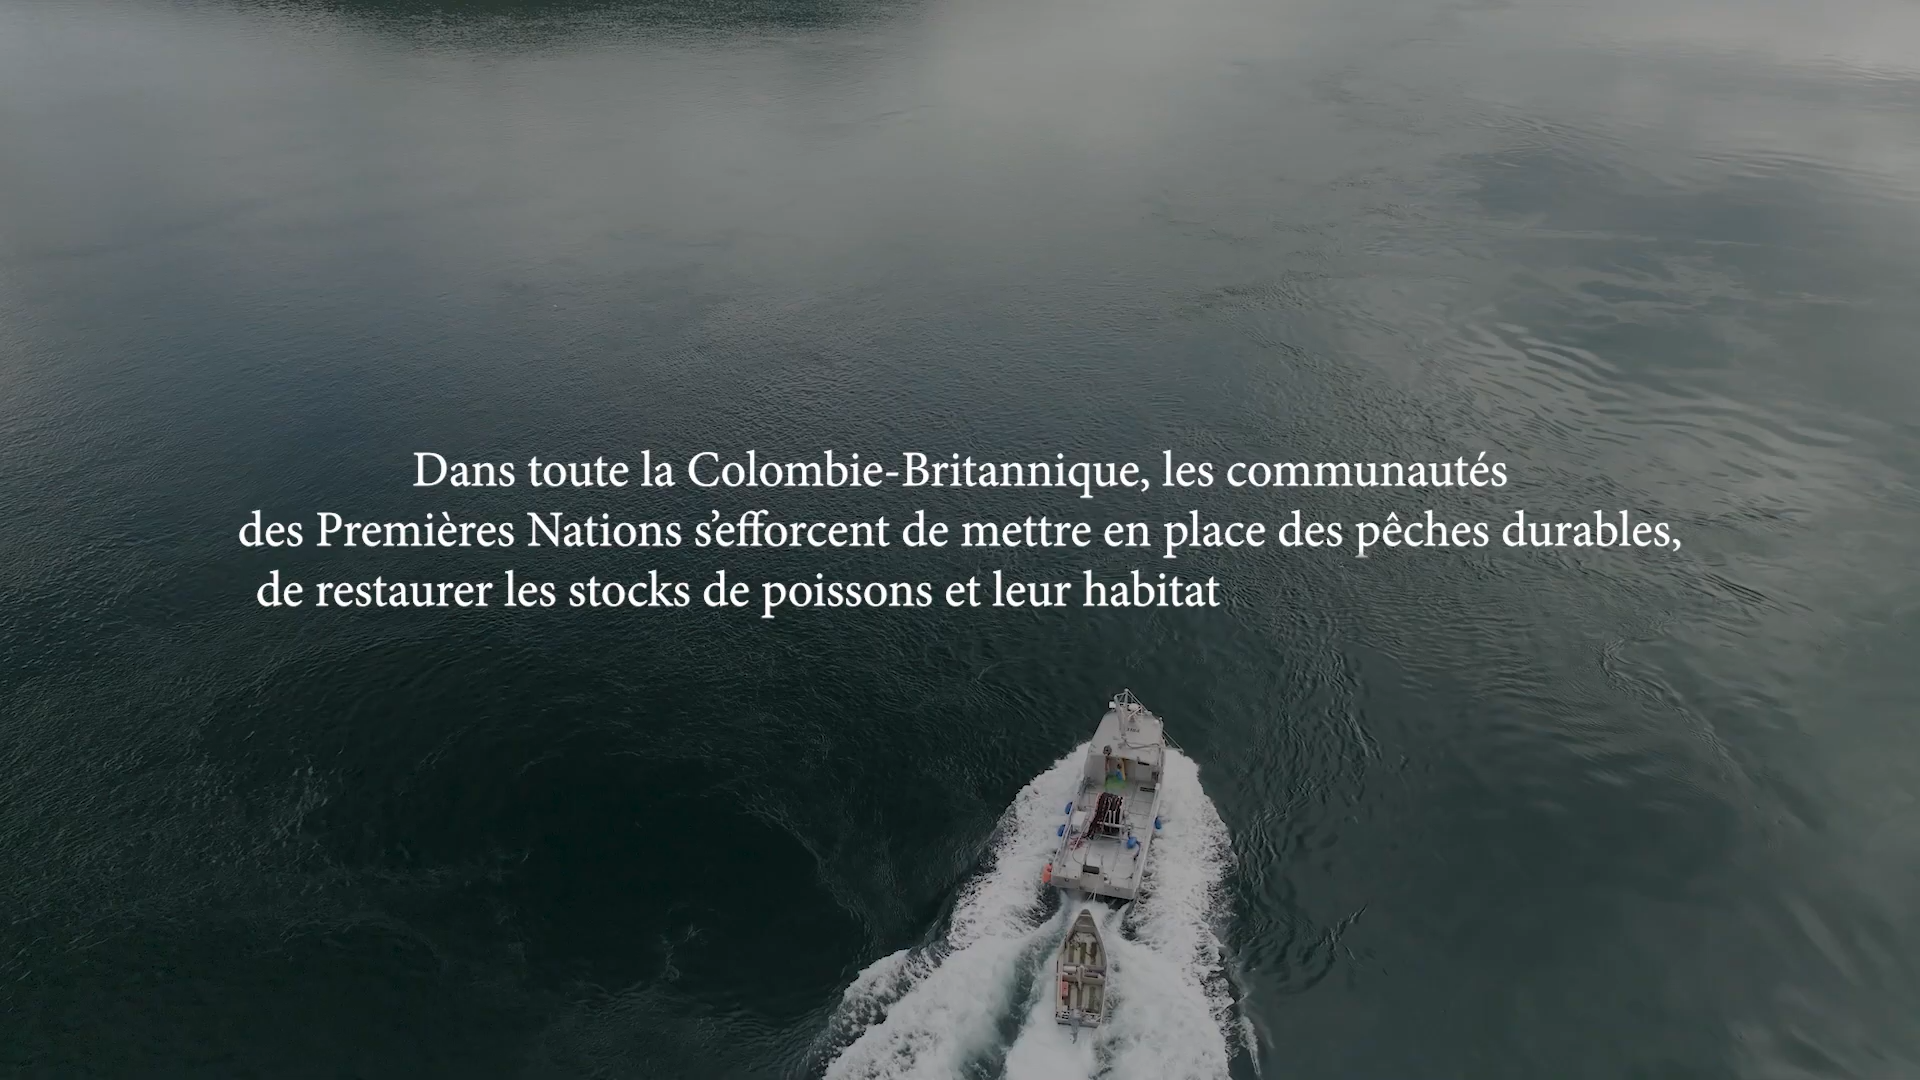 Dans toute la Colombie-Britannique, les communautés
des Premières Nations s’efforcent de mettre en place des pêches durables,
de restaurer les stocks de poissons et leur habitat